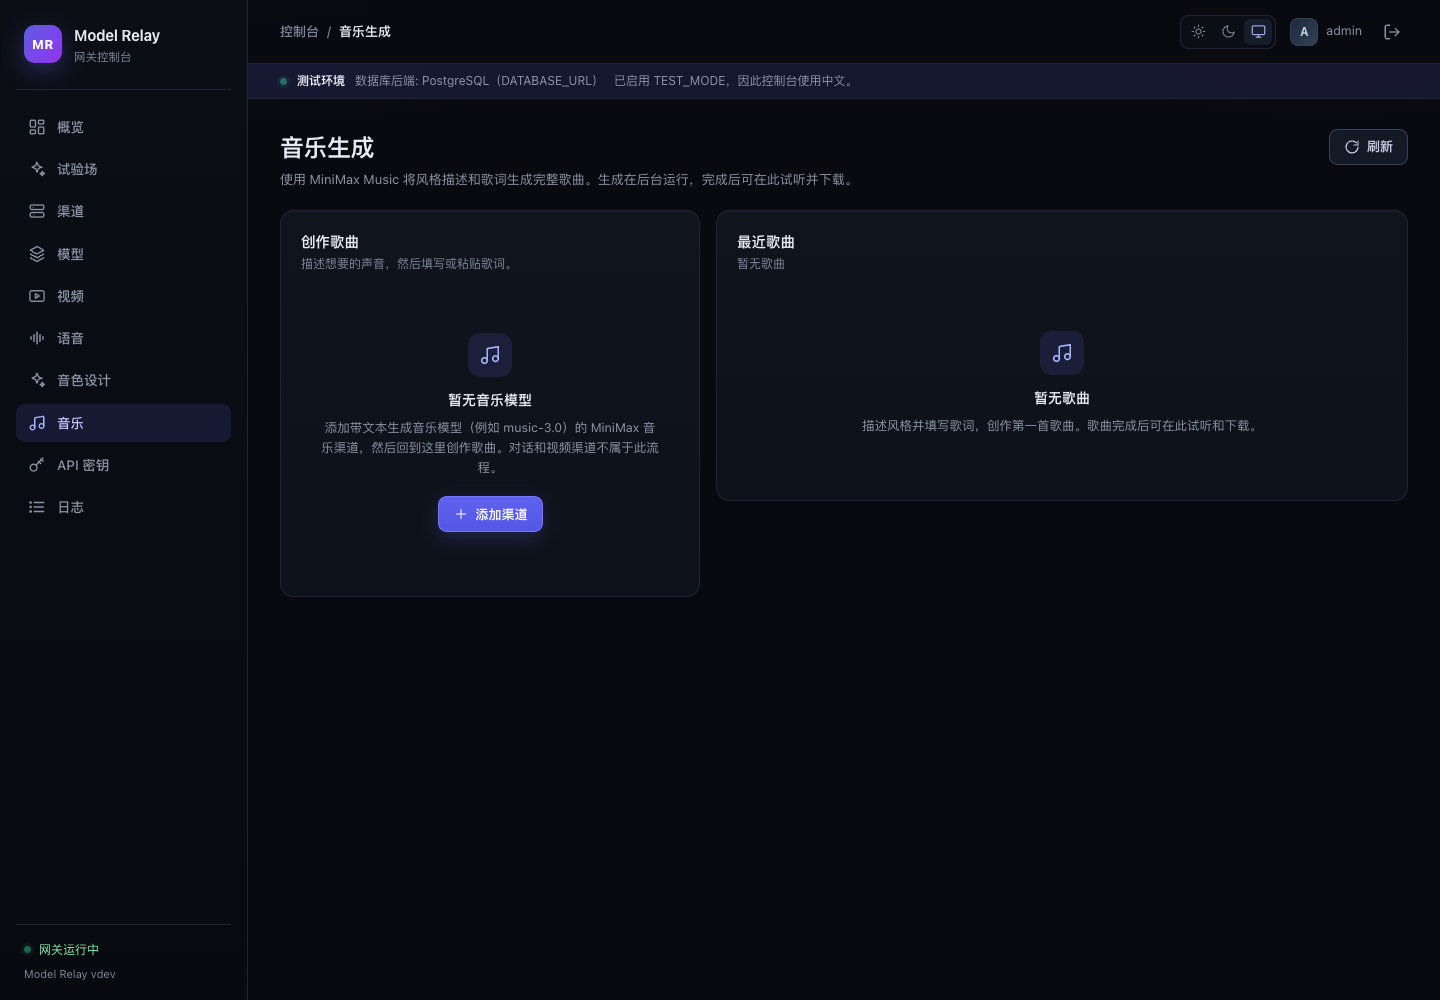 MR
Model Relay
网关控制台
概览
试验场
渠道
模型
视频
语音
音色设计
音乐
API 密钥
日志
网关运行中
Model Relay vdev
控制台 / 音乐生成
A admin
测试环境 数据库后端: PostgreSQL（DATABASE_URL） 已启用 TEST_MODE，因此控制台使用中文。
音乐生成
刷新
使用 MiniMax Music 将风格描述和歌词生成完整歌曲。生成在后台运行，完成后可在此试听并下载。
创作歌曲
描述想要的声音，然后填写或粘贴歌词。
暂无音乐模型
添加带文本生成音乐模型（例如 music-3.0）的 MiniMax 音
乐渠道，然后回到这里创作歌曲。对话和视频渠道不属于此流
程。
添加渠道
最近歌曲
暂无歌曲
暂无歌曲
描述风格并填写歌词，创作第一首歌曲。歌曲完成后可在此试听和下载。